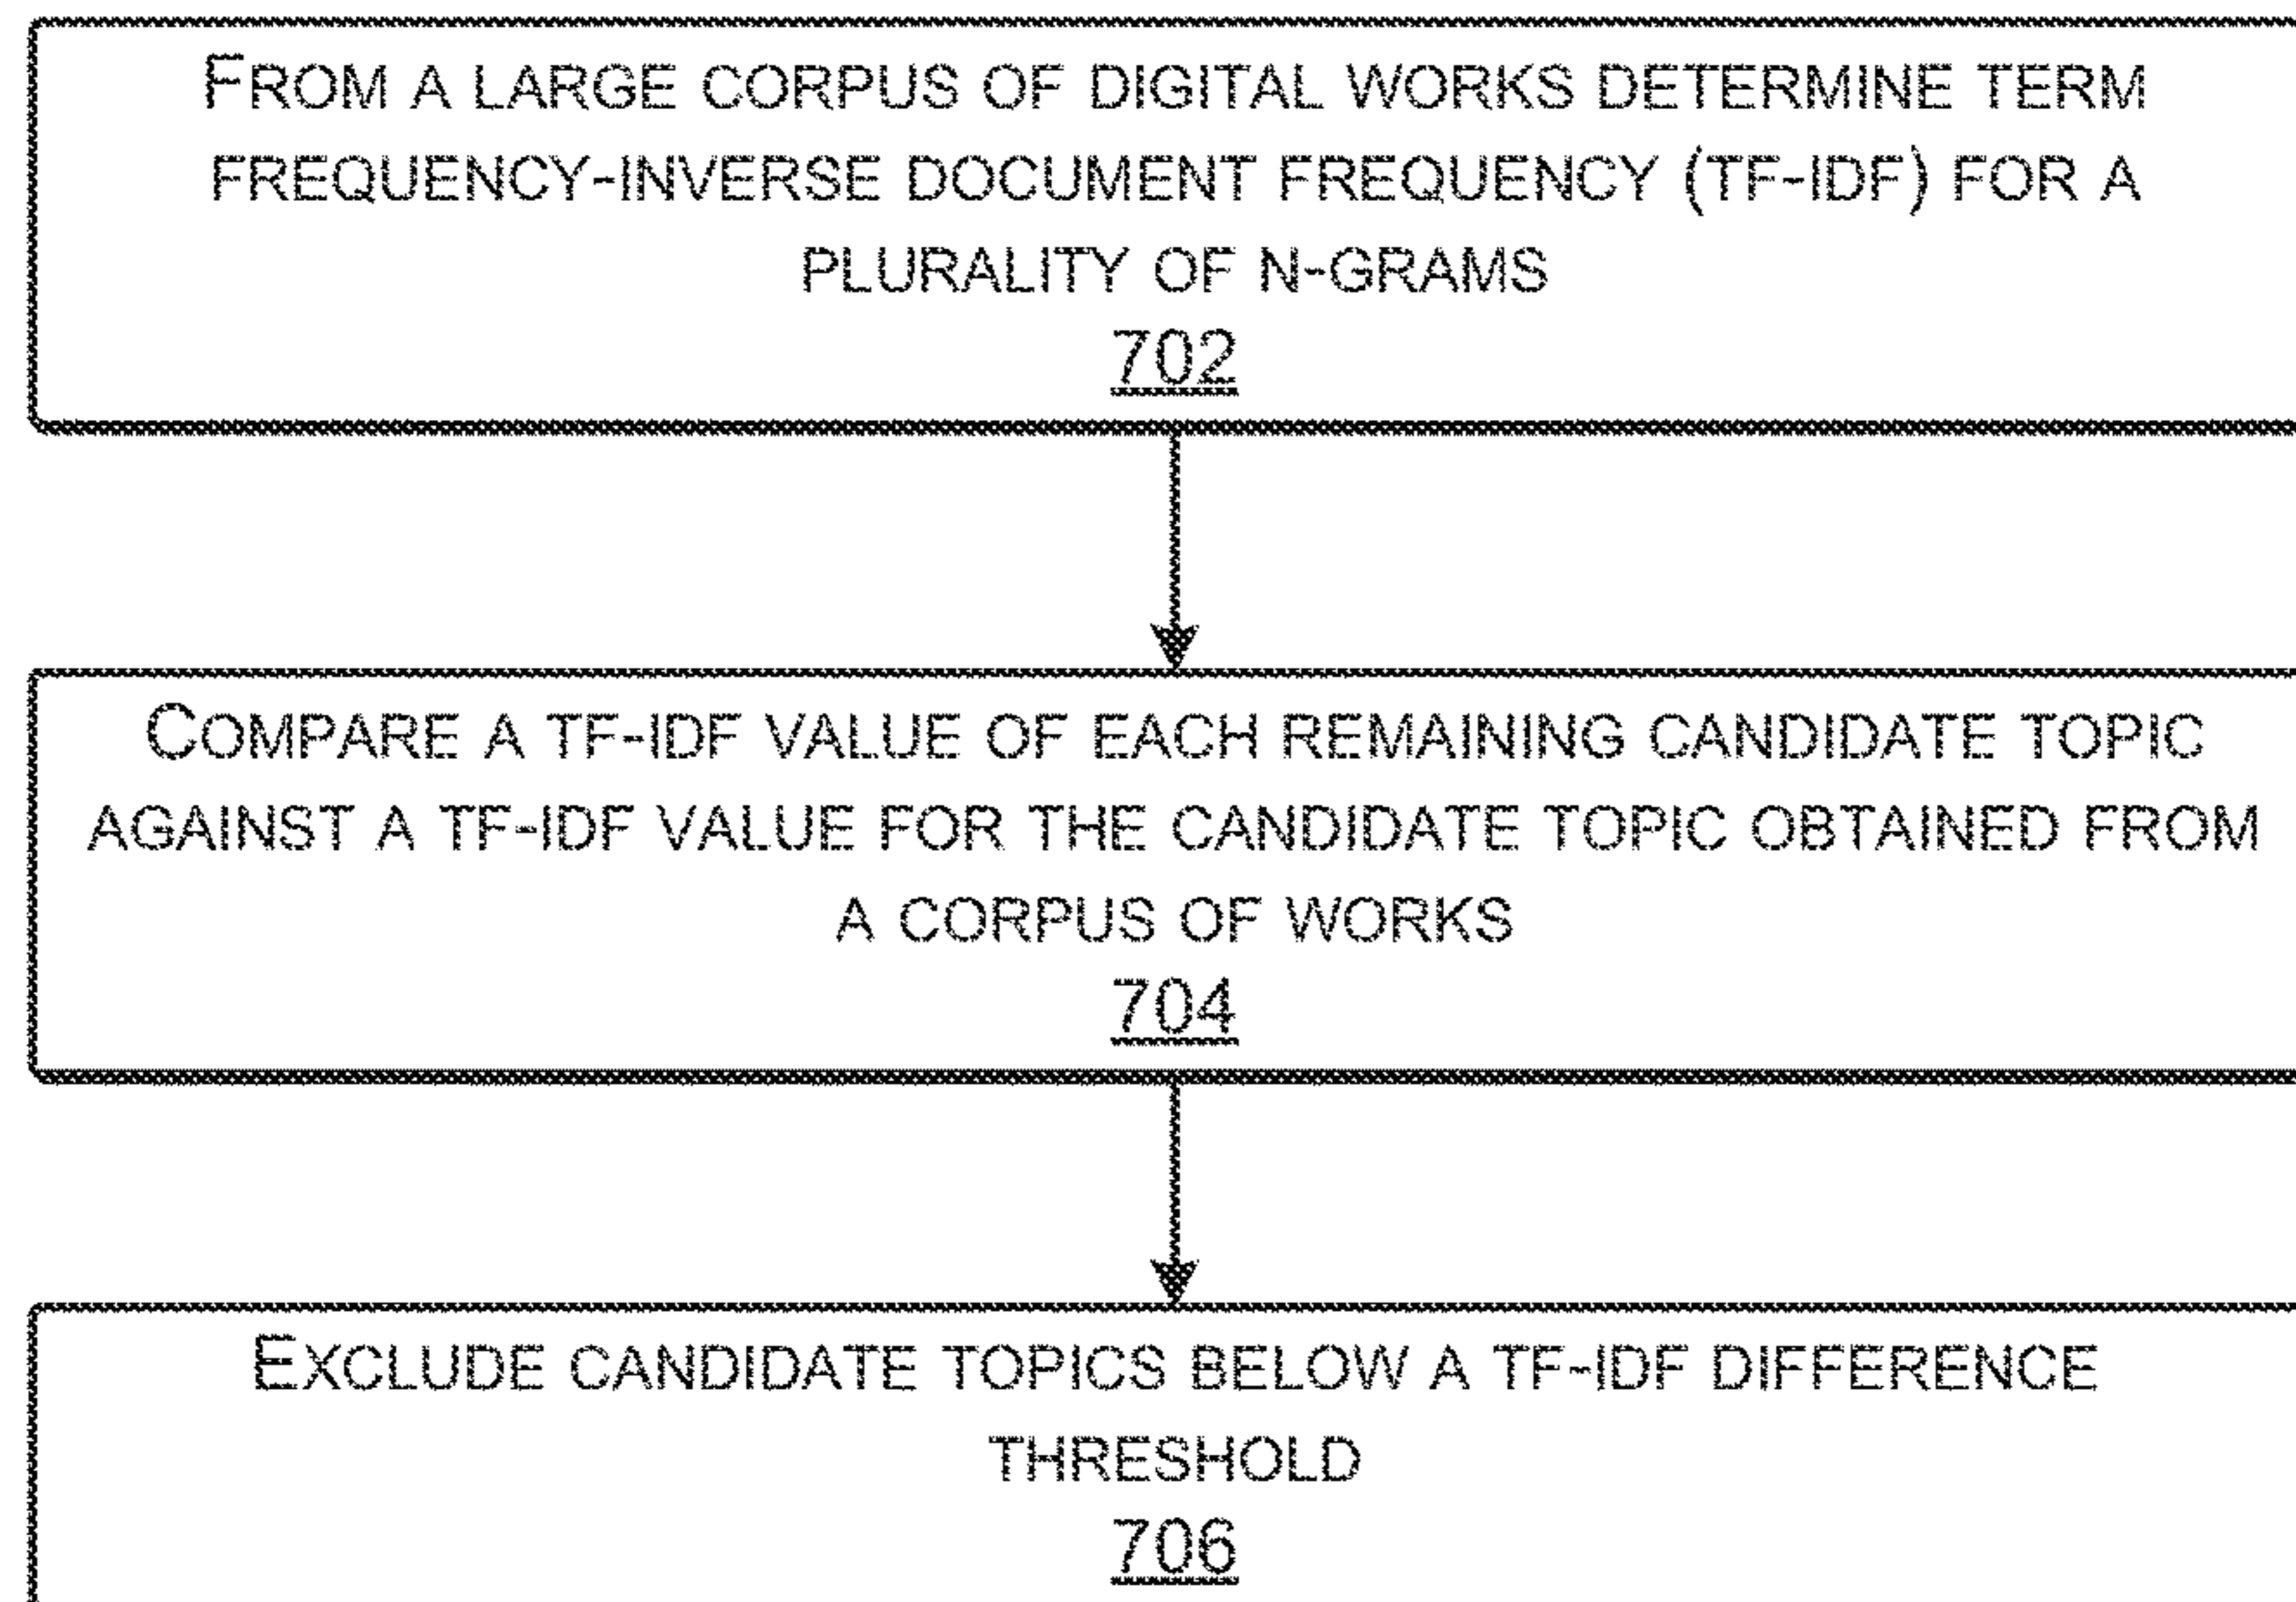 FROM A LARGE CORPUS OF DIGITAL WORKS DETERMINE TERM
FREQUENCY-INVERSE DOCUMENT FREQUENCY (TF-IDF) FOR A
PLURALITY OF N-GRAMS
702
COMPARE A TF-IDF VALUE OF EACH REMAINING CANDIDATE TOPIC
AGAINST A TF-IDF VALUE FOR THE CANDIDATE TOPIC OBTAINED FROM
A CORPUS OF WORKS
704
EXCLUDE CANDIDATE TOPICS BELOW A TF-IDF DIFFERENCE
THRESHOLD
706